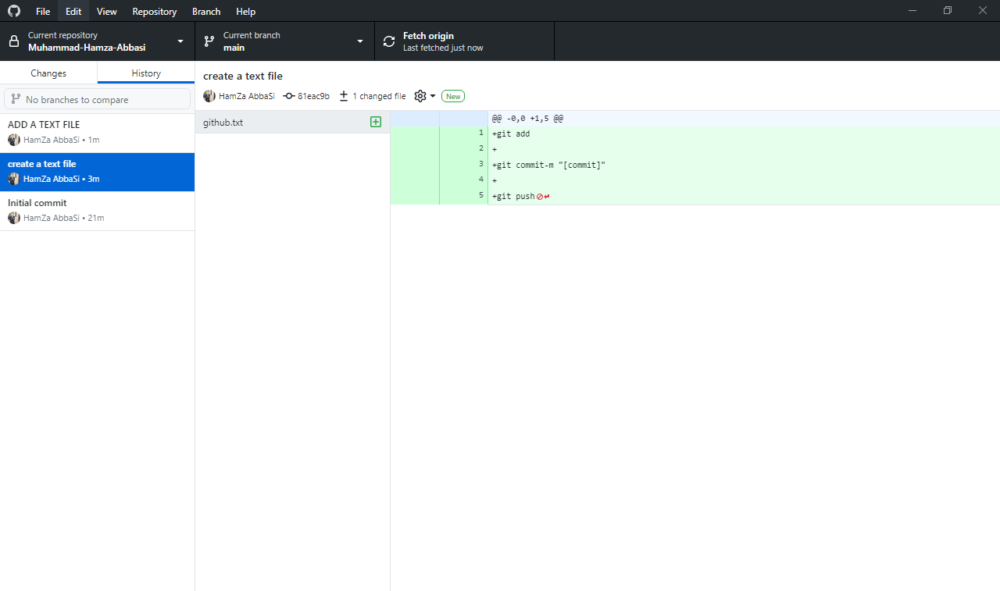 File Edit View Repository Branch Help
Current repository
Muhammad-Hamza-Abbasi
Current branch
main
Fetch origin
Last fetched just now
Changes History
No branches to compare
ADD A TEXT FILE
HamZa AbbaSi • 1m
create a text file
HamZa AbbaSi • 3m
Initial commit
HamZa AbbaSi • 21m
create a text file
HamZa AbbaSi 81eac9b 1 changed file New
github.txt
@@ -0,0 +1,5 @@
1 +git add
2 +
3 +git commit-m "[commit]"
4 +
5 +git push